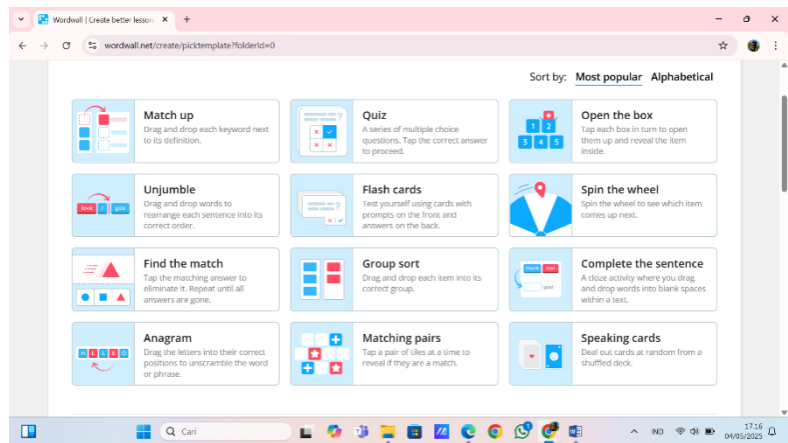 Wordwall | Create better lesson
wordwall.net/create/picktemplate?folderId=0
Sort by: Most popular Alphabetical
Match up
Drag and drop each keyword next
to its definition.
Quiz
A series of multiple choice
questions. Tap the correct answer
to proceed.
Open the box
Tap each box in turn to open
them up and reveal the item
inside.
1 2
3 4 5
Unjumble
Drag and drop words to
rearrange each sentence into its
correct order.
love I you
Flash cards
Test yourself using cards with
prompts on the front and
answers on the back.
Spin the wheel
Spin the wheel to see which item
comes up next.
Find the match
Tap the matching answer to
eliminate it. Repeat until all
answers are gone.
Group sort
Drag and drop each item into its
correct group.
Complete the sentence
A cloze activity where you drag
and drop words into blank spaces
within a text.
Anagram
Drag the letters into their correct
positions to unscramble the word
or phrase.
H L L E O
Matching pairs
Tap a pair of tiles at a time to
reveal if they are a match.
Speaking cards
Deal out cards at random from a
shuffled deck.
Cari
IND
17.16
04/05/2025